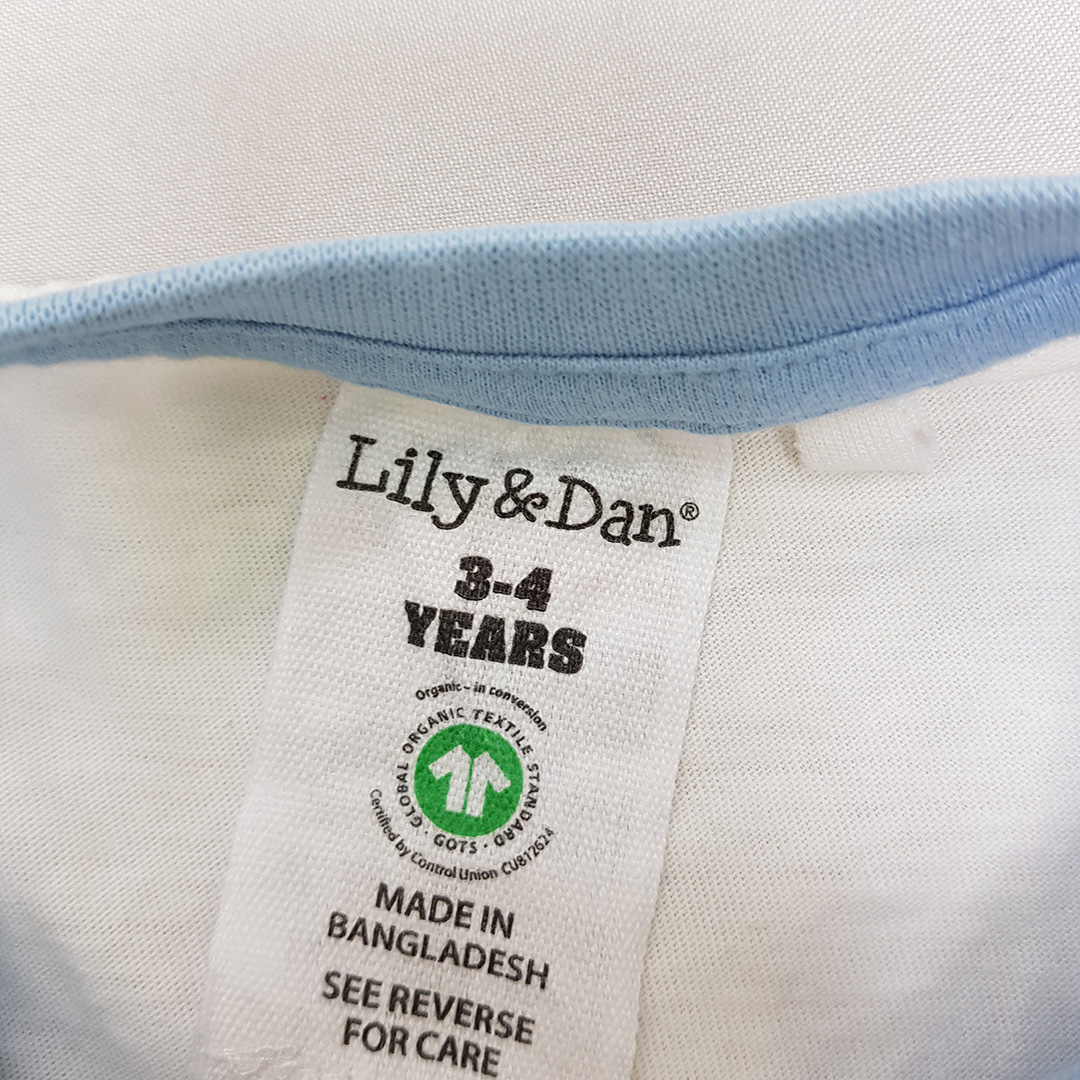 Lily & Dan®
3-4
YEARS
Organic – in conversion
GLOBAL ORGANIC TEXTILE STANDARD · GOTS ·
Certified by Control Union CU812624
MADE IN
BANGLADESH
SEE REVERSE
FOR CARE